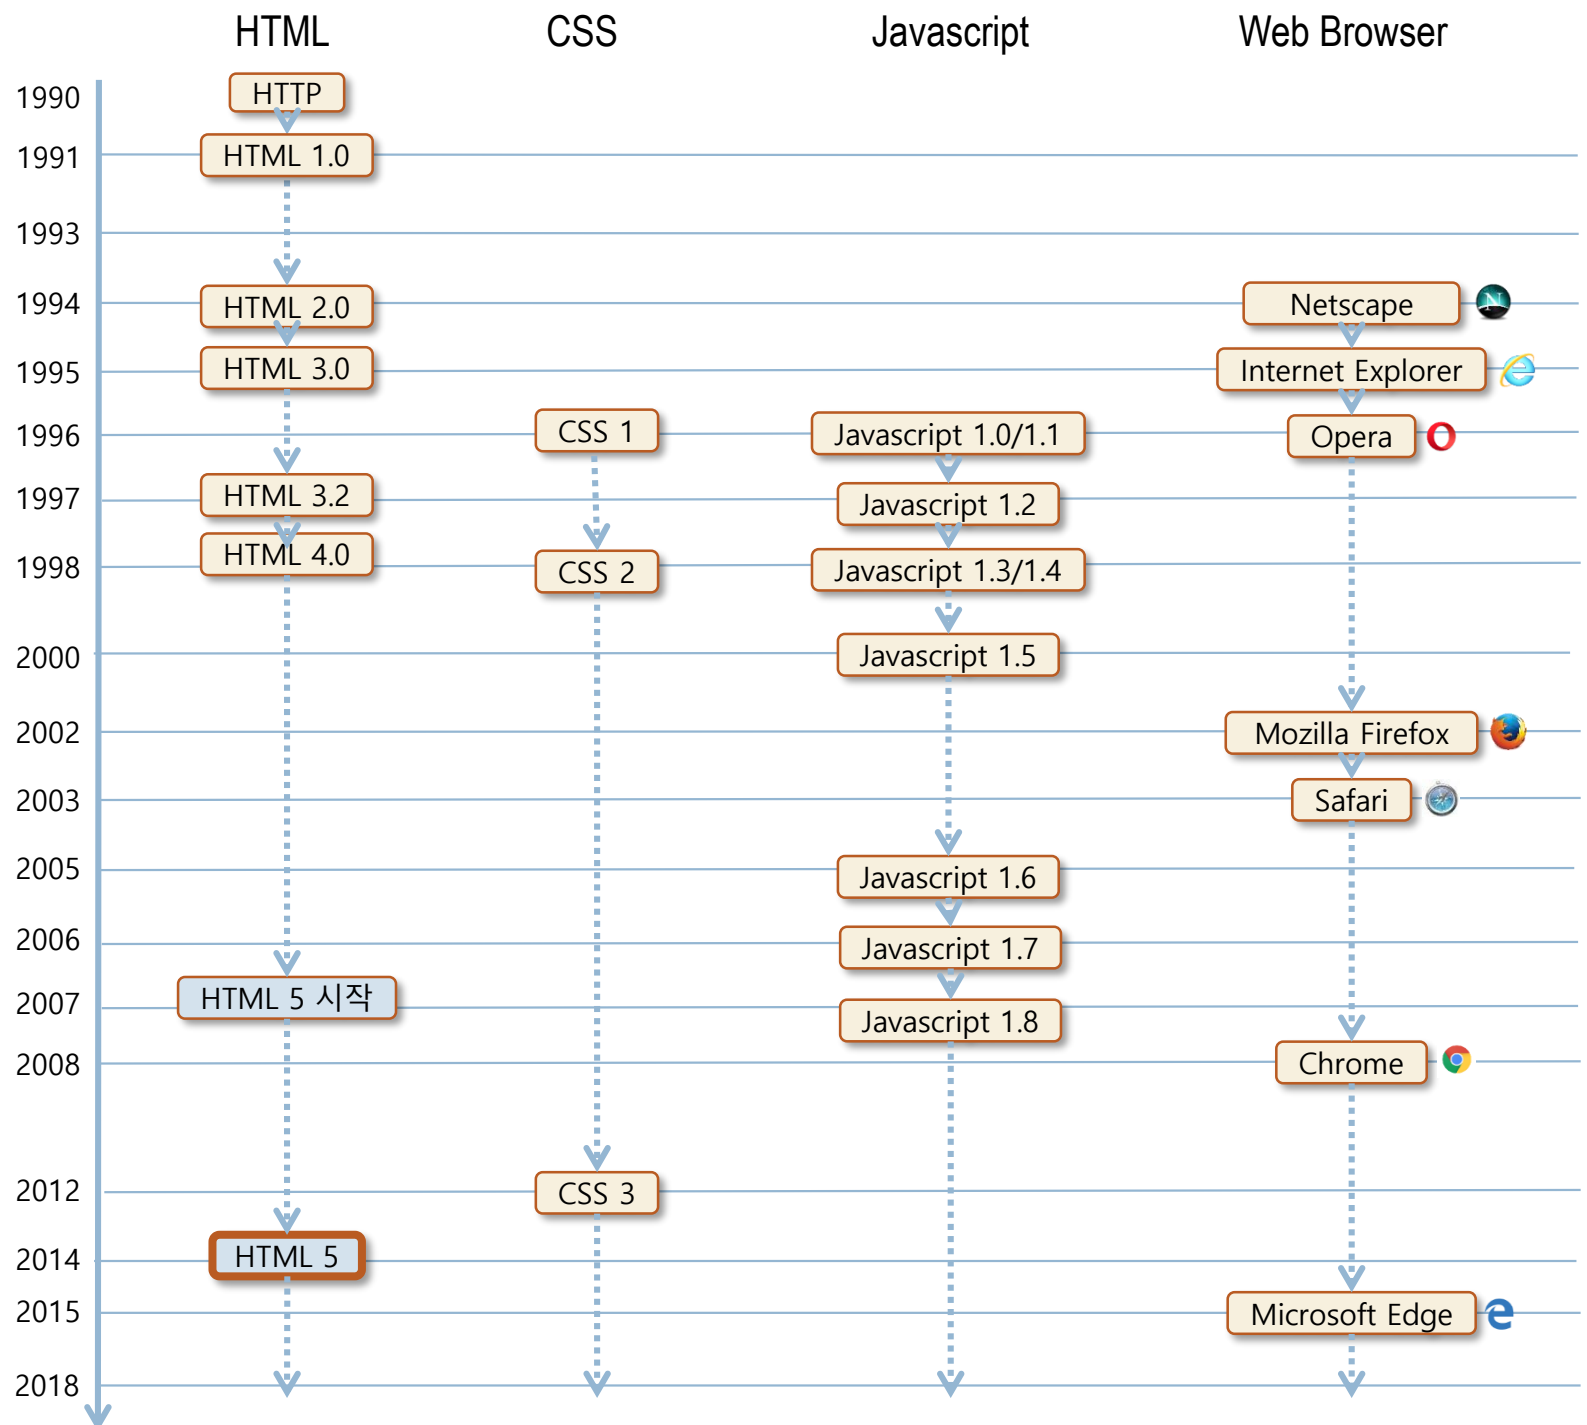 HTML CSS Javascript Web Browser
1990 HTTP
1991 HTML 1.0
1993
1994 HTML 2.0 Netscape N
1995 HTML 3.0 Internet Explorer
1996 CSS 1 Javascript 1.0/1.1 Opera
1997 HTML 3.2 Javascript 1.2
1998 HTML 4.0 CSS 2 Javascript 1.3/1.4
2000 Javascript 1.5
2002 Mozilla Firefox
2003 Safari
2005 Javascript 1.6
2006 Javascript 1.7
2007 HTML 5 시작 Javascript 1.8
2008 Chrome
2012 CSS 3
2014 HTML 5
2015 Microsoft Edge
2018